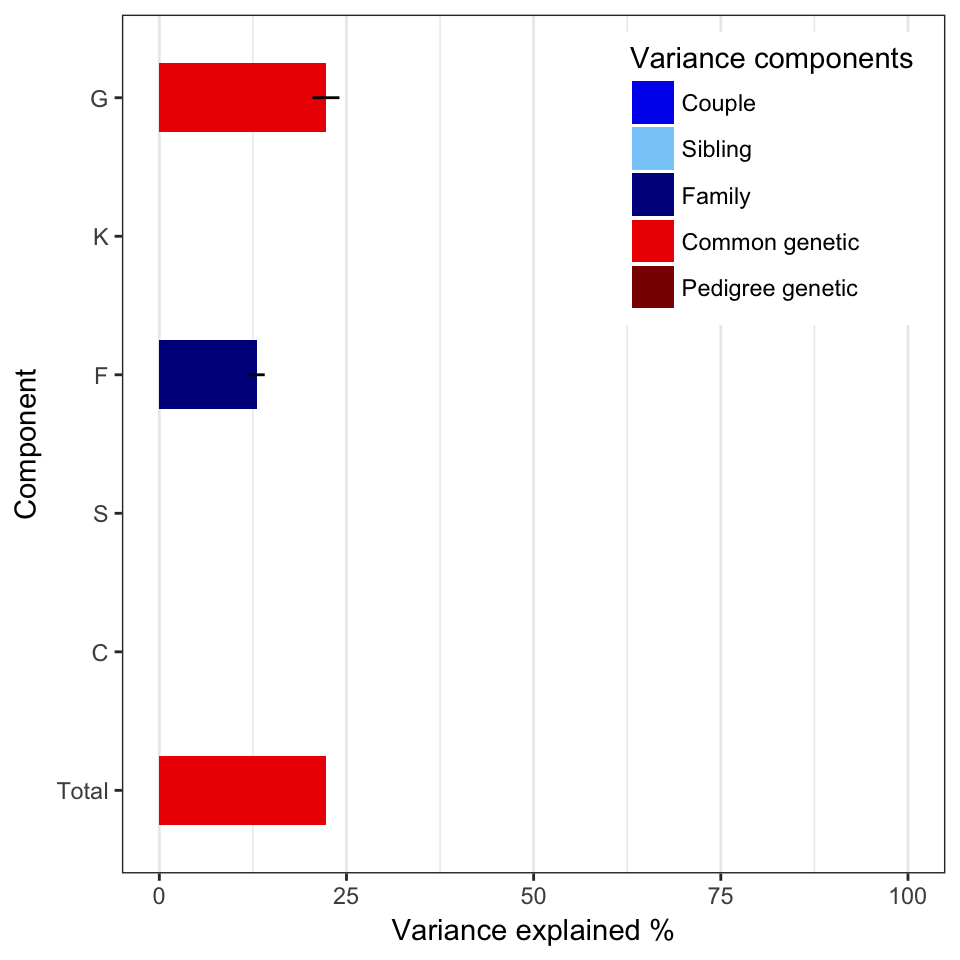 Variance components
Couple
Sibling
Family
Common genetic
Pedigree genetic
Component
G
K
F
S
C
Total
0 25 50 75 100
Variance explained %